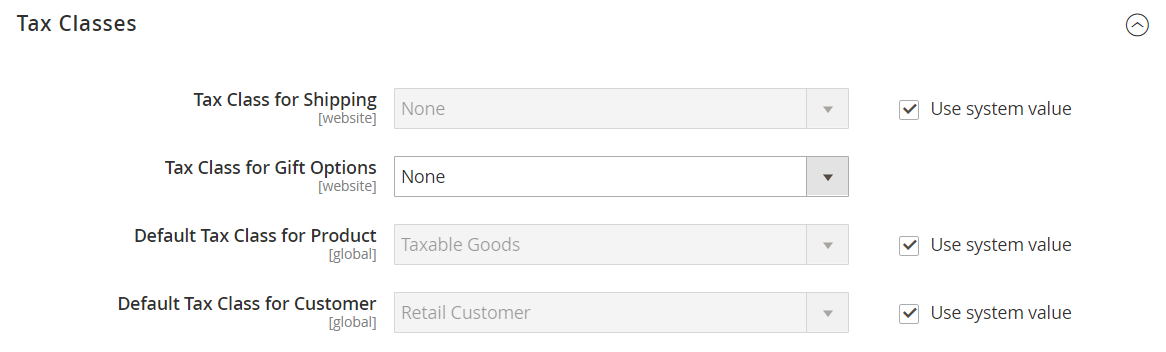 Tax Classes
Tax Class for Shipping
[website]
None
Use system value
Tax Class for Gift Options
[website]
None
Default Tax Class for Product
[global]
Taxable Goods
Use system value
Default Tax Class for Customer
[global]
Retail Customer
Use system value